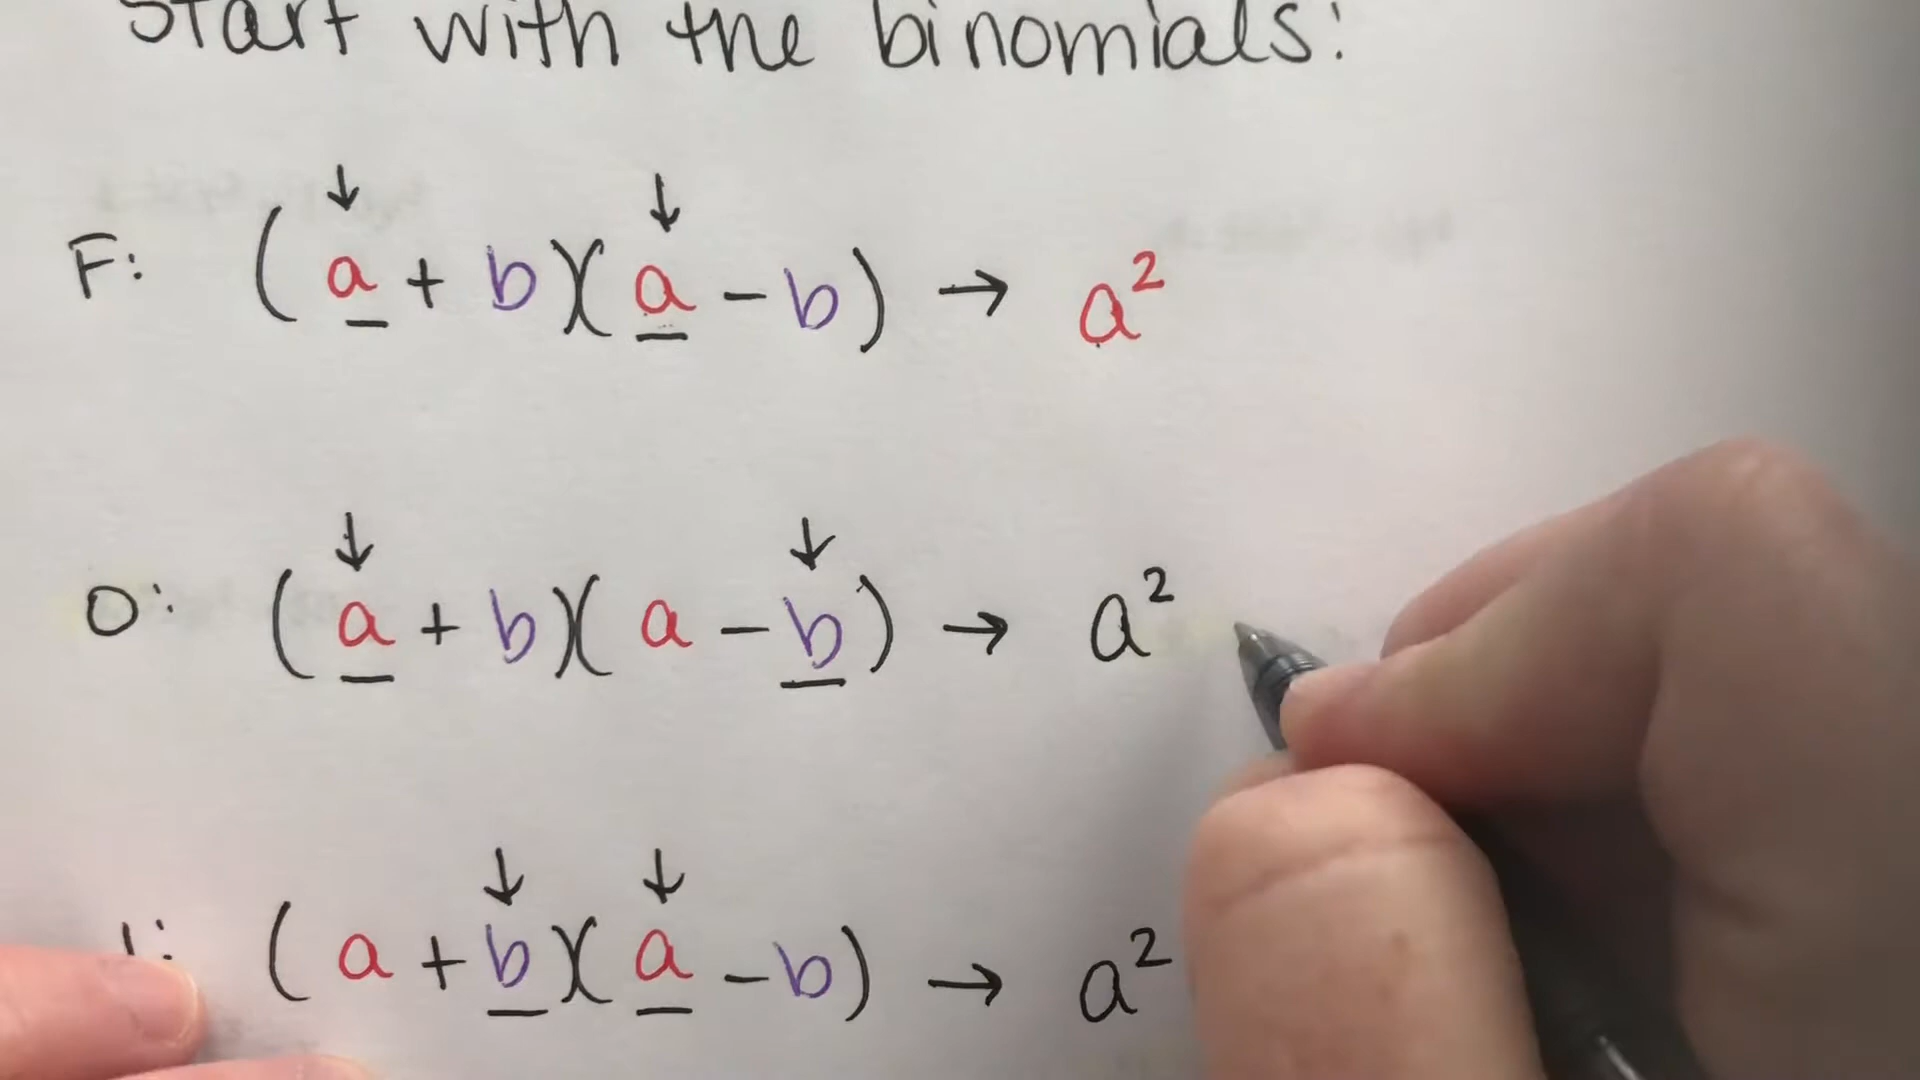 Start with the binomials:
F: (a + b)(a - b) → a²
O: (a + b)(a - b) → a²
I: (a + b)(a - b) → a²